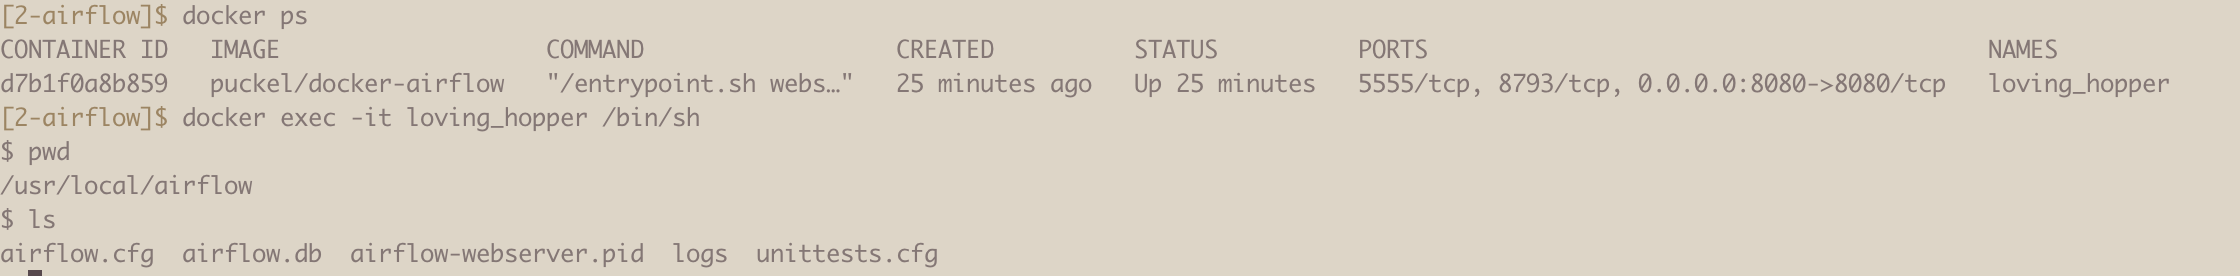 [2-airflow]$ docker ps
CONTAINER ID   IMAGE                   COMMAND                  CREATED          STATUS          PORTS                                        NAMES
d7b1f0a8b859   puckel/docker-airflow   "/entrypoint.sh webs…"   25 minutes ago   Up 25 minutes   5555/tcp, 8793/tcp, 0.0.0.0:8080->8080/tcp   loving_hopper
[2-airflow]$ docker exec -it loving_hopper /bin/sh
$ pwd
/usr/local/airflow
$ ls
airflow.cfg  airflow.db  airflow-webserver.pid  logs  unittests.cfg